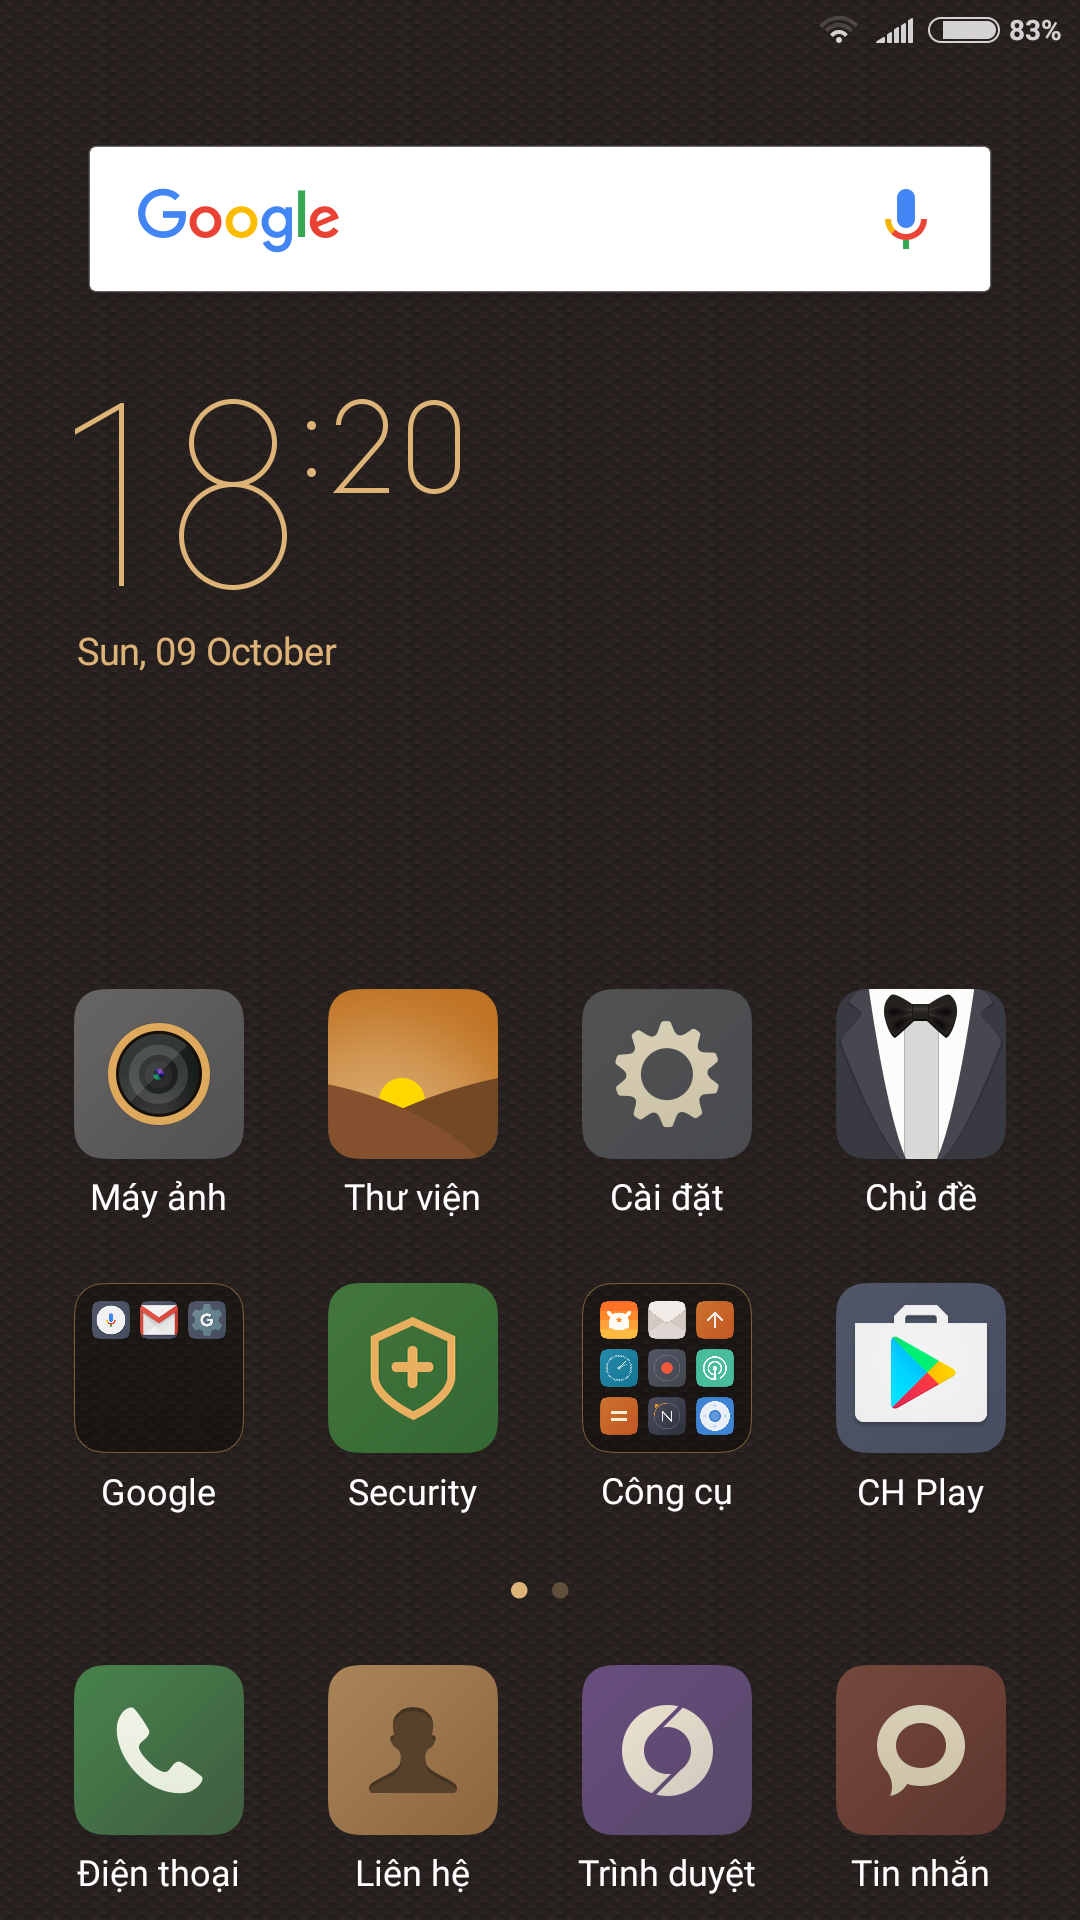 83%
Google
18:20
Sun, 09 October
Máy ảnh
Thư viện
Cài đặt
Chủ đề
G
N
Google
Security
Công cụ
CH Play
Điện thoại
Liên hệ
Trình duyệt
Tin nhắn